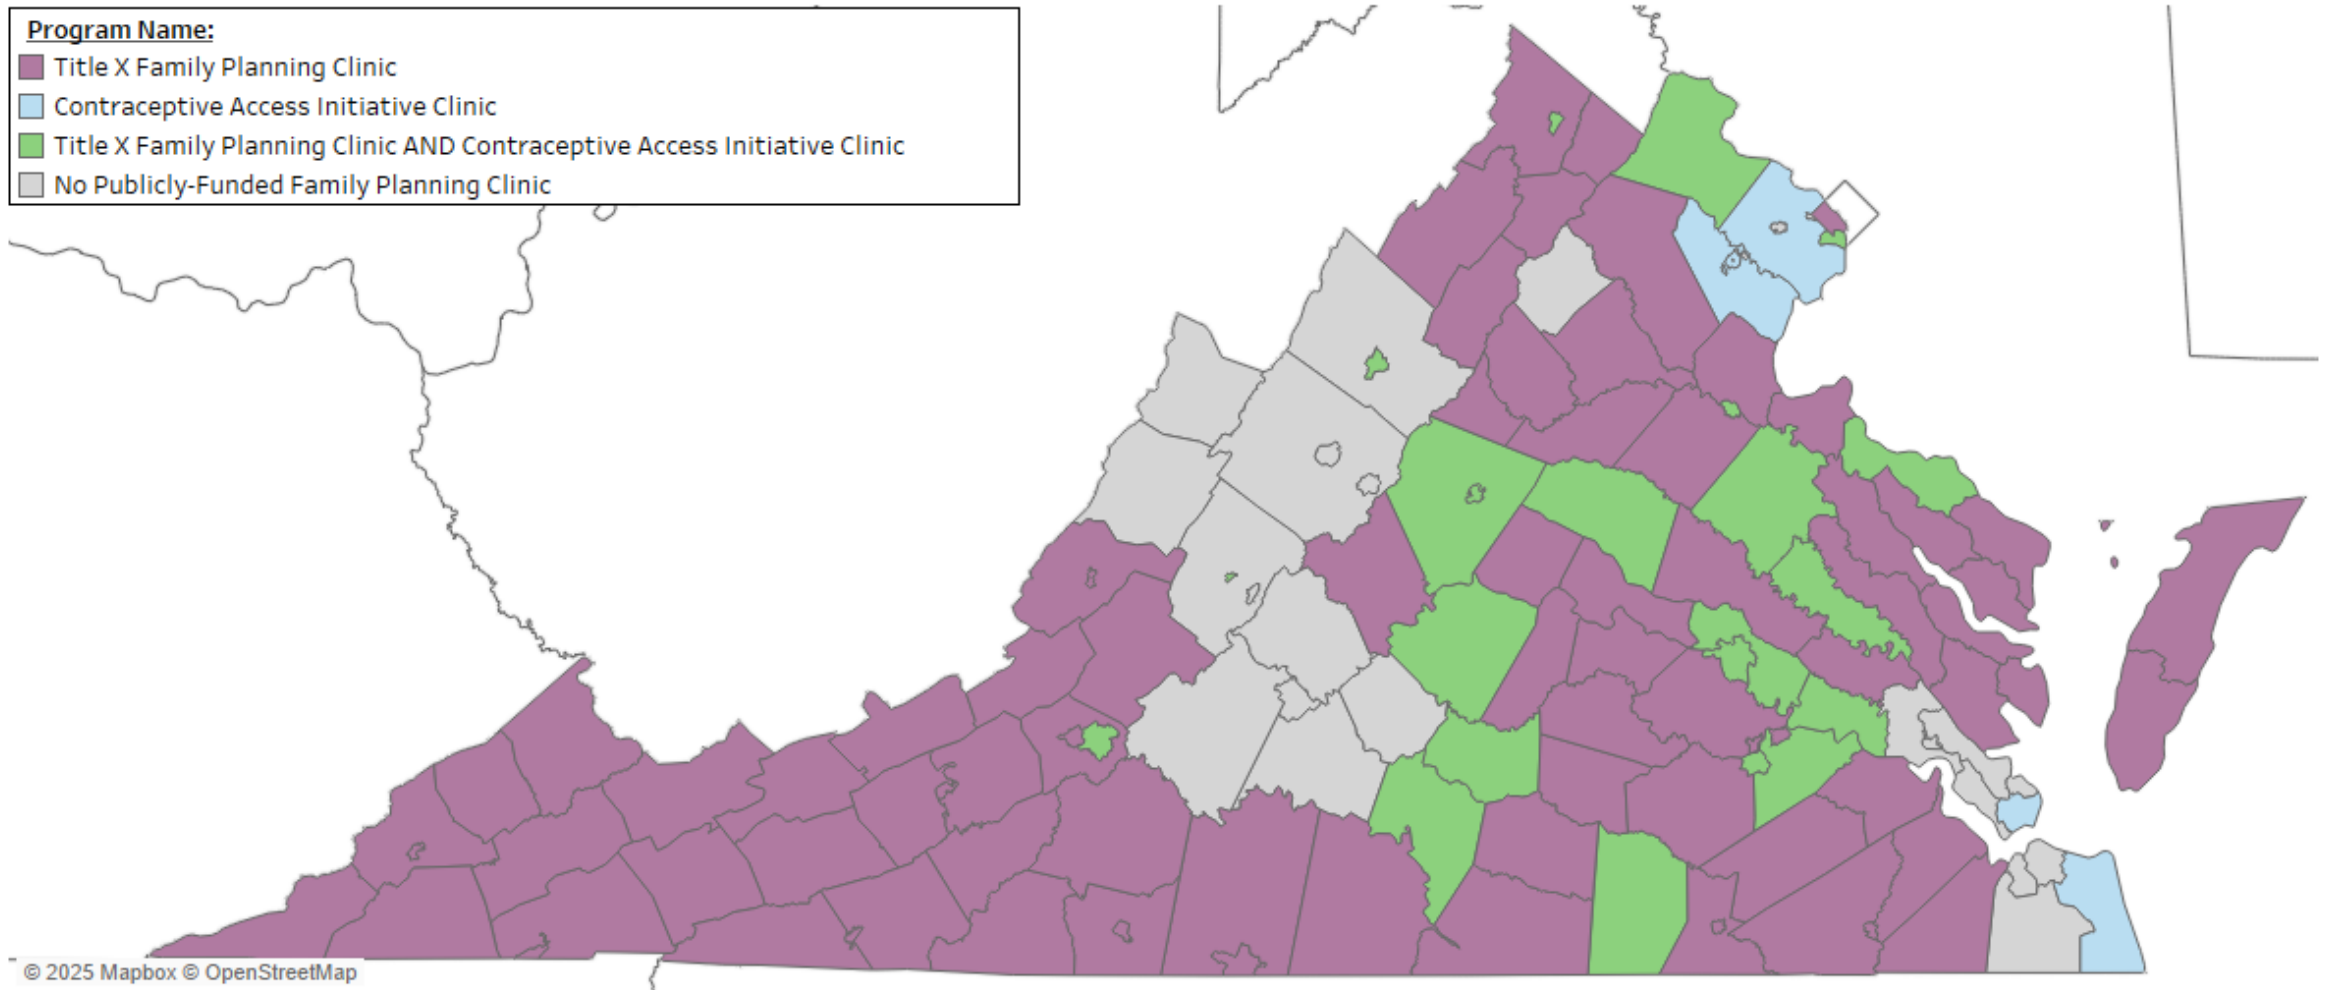 Program Name:
Title X Family Planning Clinic
Contraceptive Access Initiative Clinic
Title X Family Planning Clinic AND Contraceptive Access Initiative Clinic
No Publicly-Funded Family Planning Clinic
© 2025 Mapbox © OpenStreetMap